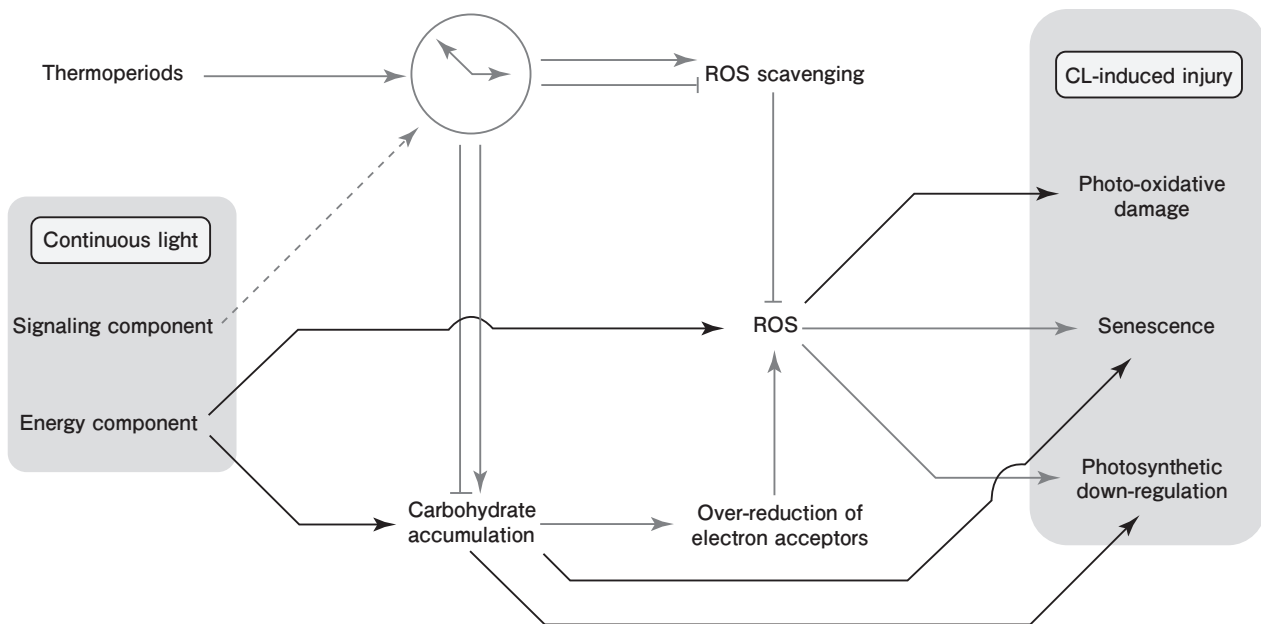 Thermoperiods
ROS scavenging
CL-induced injury
Photo-oxidative
damage
Continuous light
Signaling component
ROS
Senescence
Energy component
Photosynthetic
down-regulation
Carbohydrate
accumulation
Over-reduction of
electron acceptors